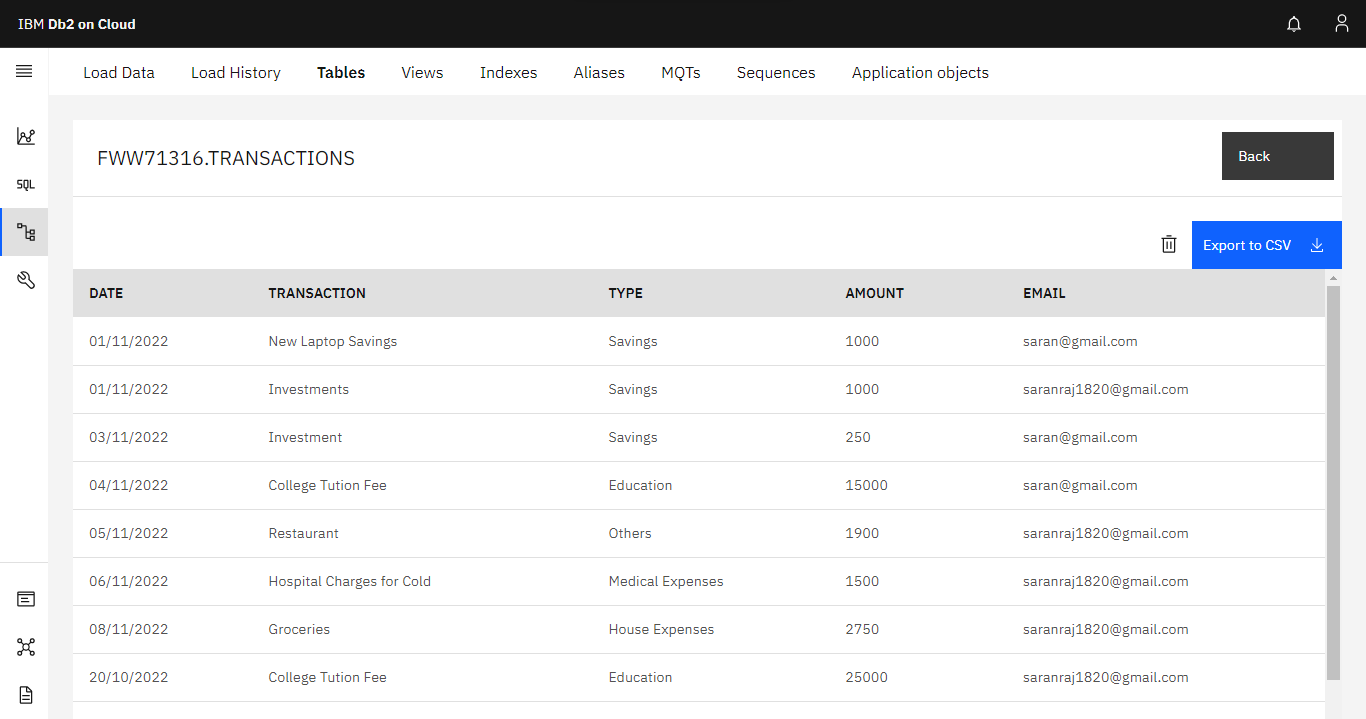 IBM Db2 on Cloud
Load Data Load History Tables Views Indexes Aliases MQTs Sequences Application objects
SQL
FWW71316.TRANSACTIONS
Back
Export to CSV
DATE TRANSACTION TYPE AMOUNT EMAIL
01/11/2022 New Laptop Savings Savings 1000 saran@gmail.com
01/11/2022 Investments Savings 1000 saranraj1820@gmail.com
03/11/2022 Investment Savings 250 saran@gmail.com
04/11/2022 College Tution Fee Education 15000 saran@gmail.com
05/11/2022 Restaurant Others 1900 saranraj1820@gmail.com
06/11/2022 Hospital Charges for Cold Medical Expenses 1500 saranraj1820@gmail.com
08/11/2022 Groceries House Expenses 2750 saranraj1820@gmail.com
20/10/2022 College Tution Fee Education 25000 saranraj1820@gmail.com